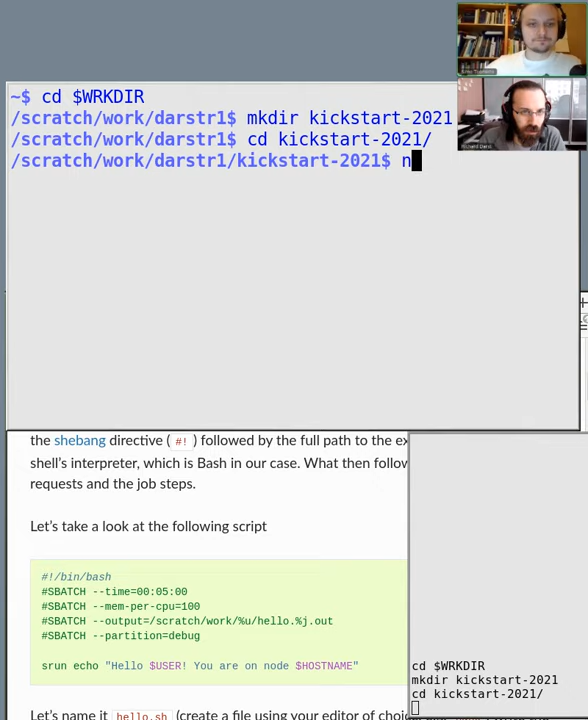 ~$ cd $WRKDIR
/scratch/work/darstr1$ mkdir kickstart-2021
/scratch/work/darstr1$ cd kickstart-2021/
/scratch/work/darstr1/kickstart-2021$ n
the shebang directive ( #! ) followed by the full path to the ex
shell's interpreter, which is Bash in our case. What then follow
requests and the job steps.
Let's take a look at the following script
#!/bin/bash
#SBATCH --time=00:05:00
#SBATCH --mem-per-cpu=100
#SBATCH --output=/scratch/work/%u/hello.%j.out
#SBATCH --partition=debug
srun echo "Hello $USER! You are on node $HOSTNAME"
Let's name it hello.sh (create a file using your editor of choic
cd $WRKDIR
mkdir kickstart-2021
cd kickstart-2021/